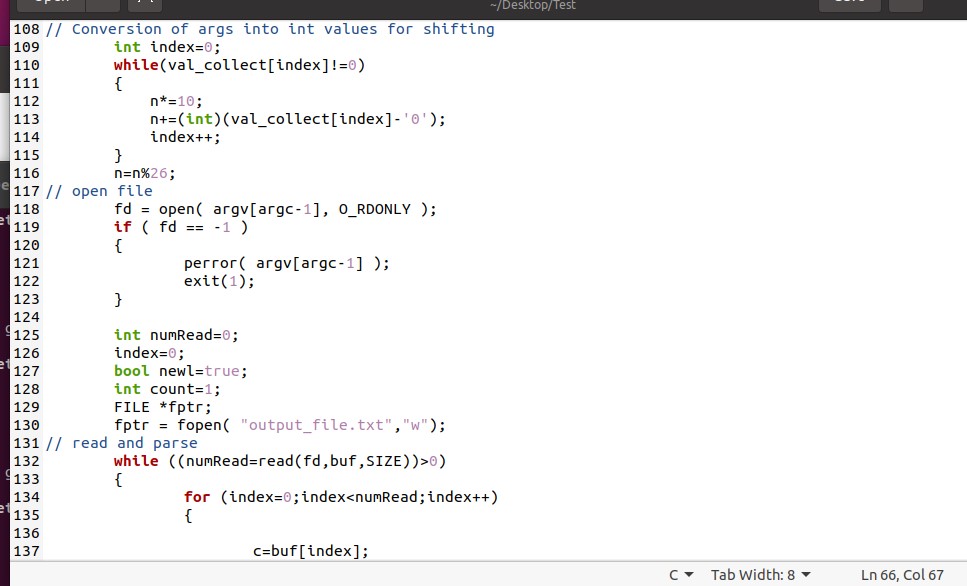 ~/Desktop/Test
108 // Conversion of args into int values for shifting
109 int index=0;
110 while(val_collect[index]!=0)
111 {
112 n*=10;
113 n+=(int)(val_collect[index]-'0');
114 index++;
115 }
116 n=n%26;
117 // open file
118 fd = open( argv[argc-1], O_RDONLY );
119 if ( fd == -1 )
120 {
121 perror( argv[argc-1] );
122 exit(1);
123 }
124
125 int numRead=0;
126 index=0;
127 bool newl=true;
128 int count=1;
129 FILE *fptr;
130 fptr = fopen( "output_file.txt","w");
131 // read and parse
132 while ((numRead=read(fd,buf,SIZE))>0)
133 {
134 for (index=0;index<numRead;index++)
135 {
136
137 c=buf[index];
C Tab Width: 8 Ln 66, Col 67